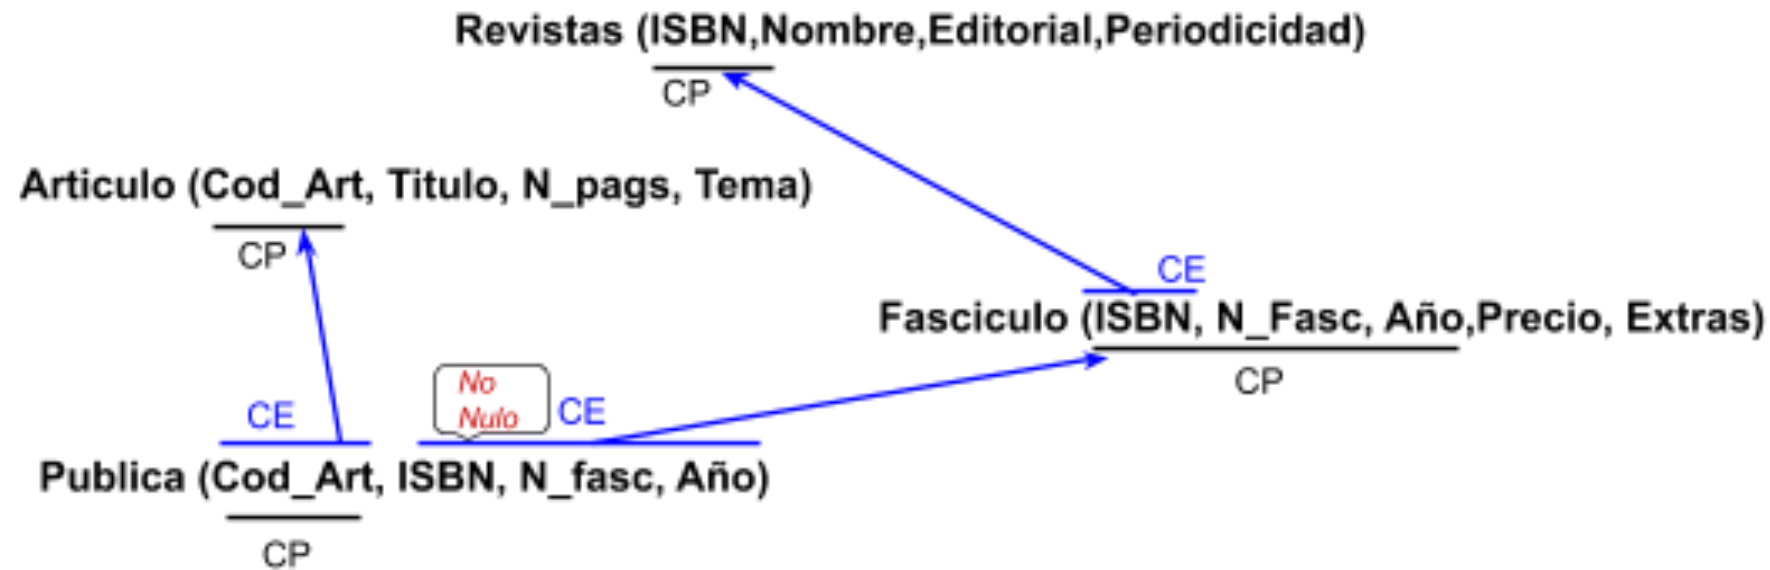 Revistas (ISBN,Nombre,Editorial,Periodicidad)
CP
Articulo (Cod_Art, Titulo, N_pags, Tema)
CP
CE
Fasciculo (ISBN, N_Fasc, Año,Precio, Extras)
CP
No
Nulo
CE
CE
Publica (Cod_Art, ISBN, N_fasc, Año)
CP